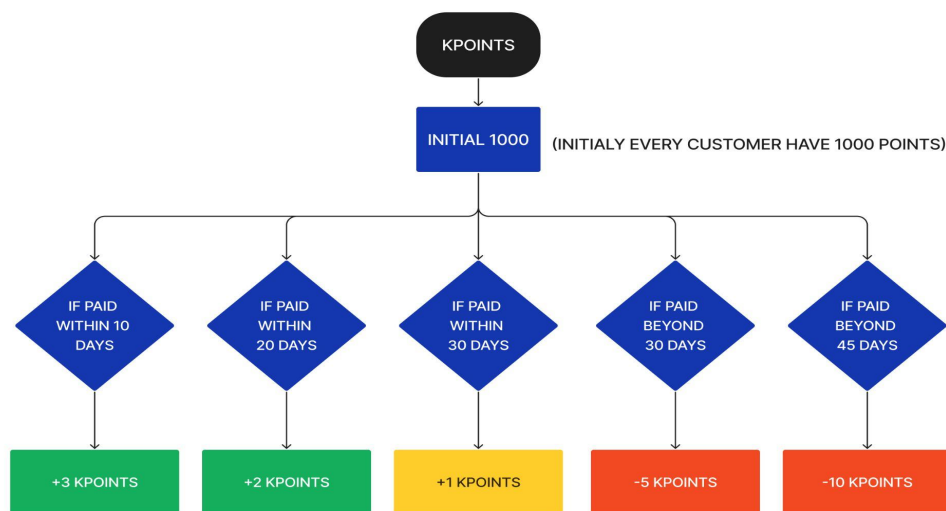 KPOINTS
INITIAL 1000
(INITIALY EVERY CUSTOMER HAVE 1000 POINTS)
IF PAID
WITHIN 10
DAYS
IF PAID
WITHIN
20 DAYS
IF PAID
WITHIN
30 DAYS
IF PAID
BEYOND
30 DAYS
IF PAID
BEYOND
45 DAYS
+3 KPOINTS
+2 KPOINTS
+1 KPOINTS
-5 KPOINTS
-10 KPOINTS